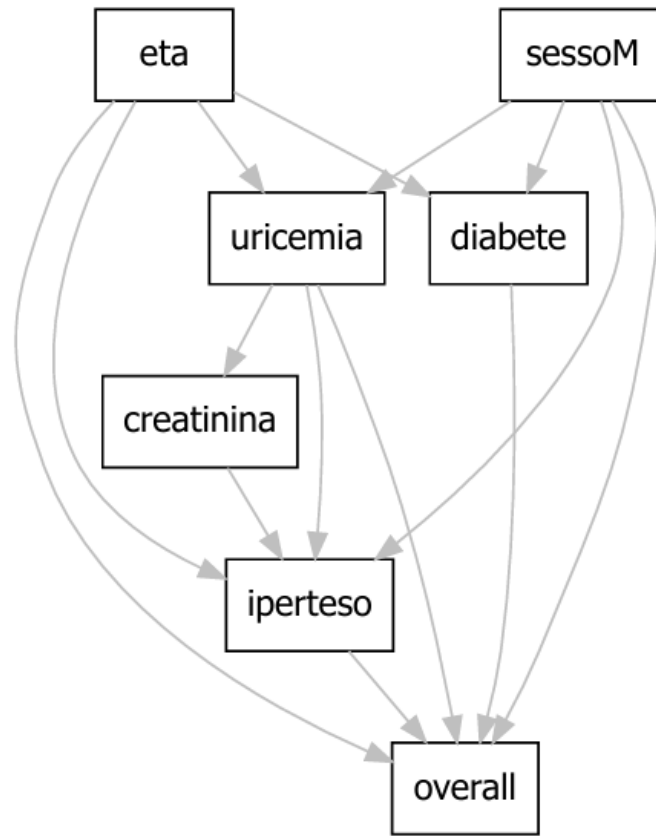 eta
sessoM
uricemia
diabete
creatinina
iperteso
overall